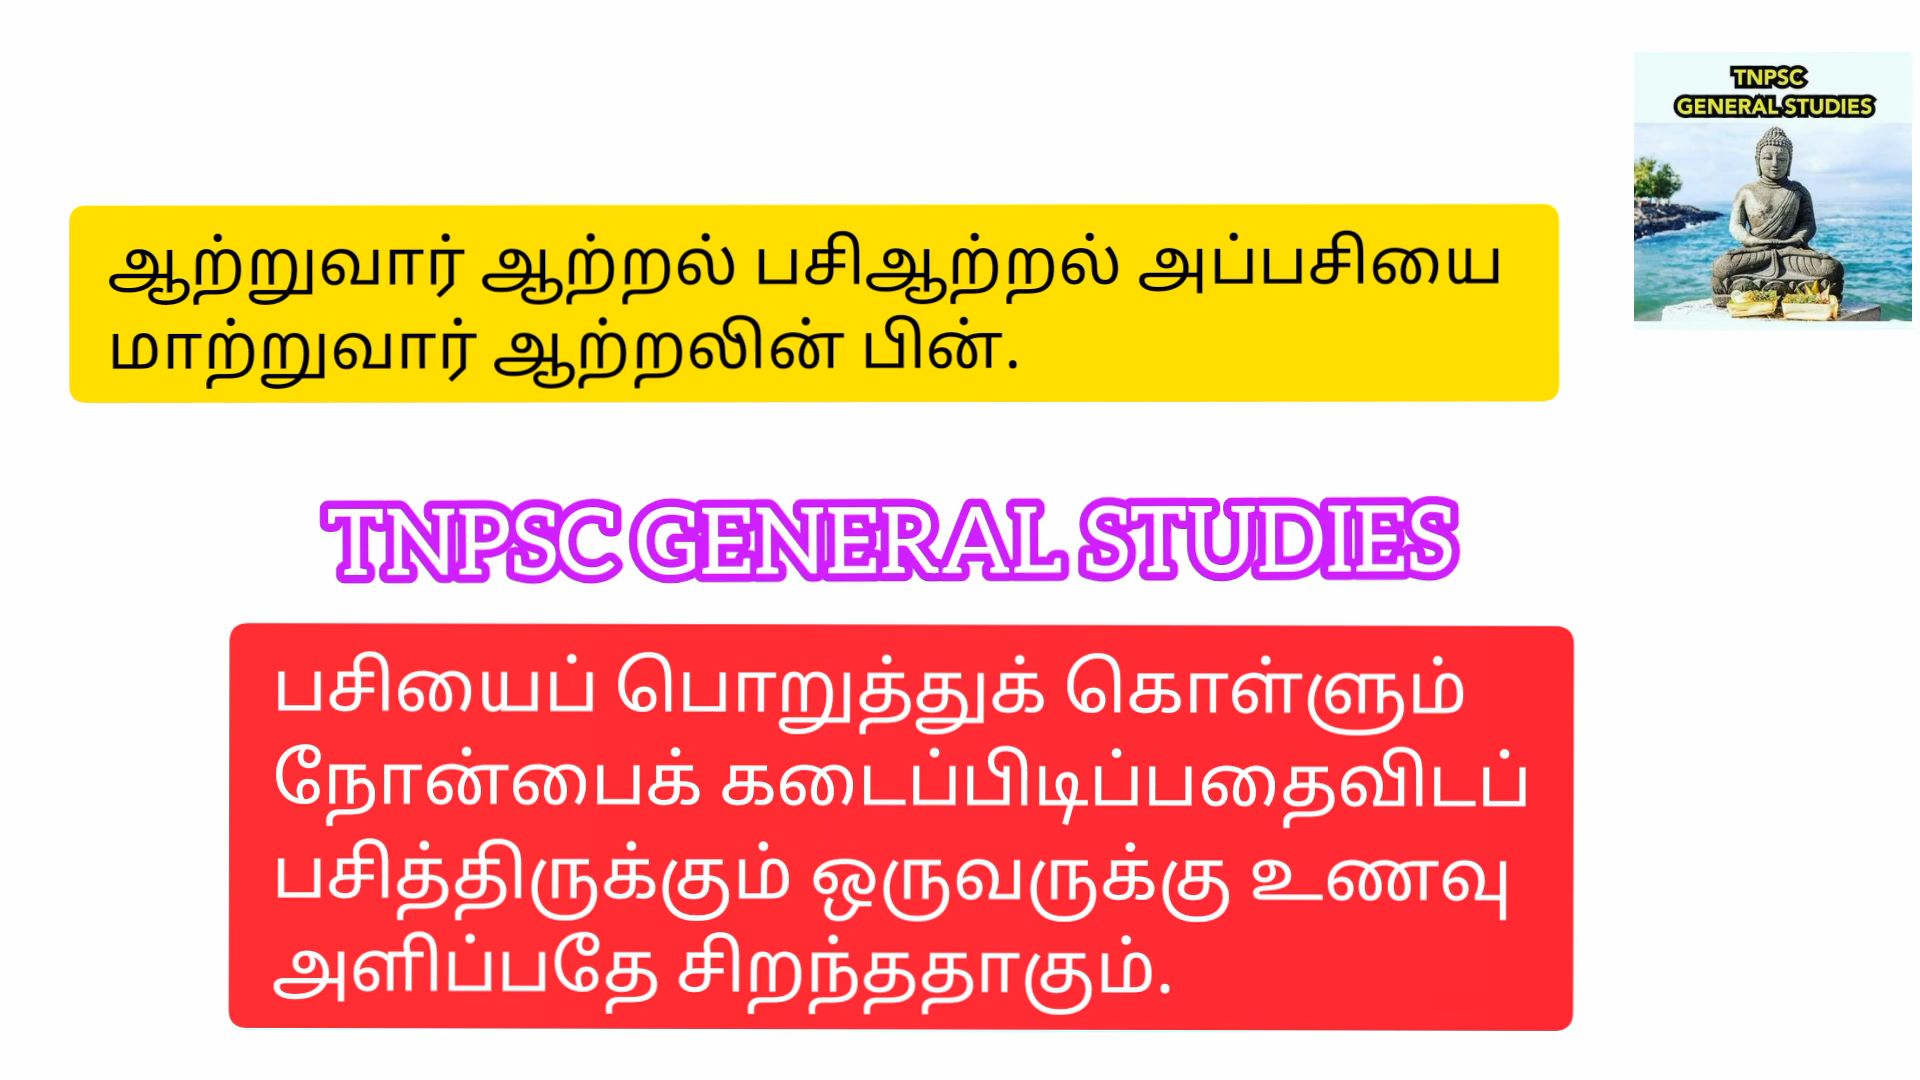 TNPSC
GENERAL STUDIES
ஆற்றுவார் ஆற்றல் பசிஆற்றல் அப்பசியை
மாற்றுவார் ஆற்றலின் பின்.
TNPSC GENERAL STUDIES
பசியைப் பொறுத்துக் கொள்ளும்
நோன்பைக் கடைப்பிடிப்பதைவிடப்
பசித்திருக்கும் ஒருவருக்கு உணவு
அளிப்பதே சிறந்ததாகும்.